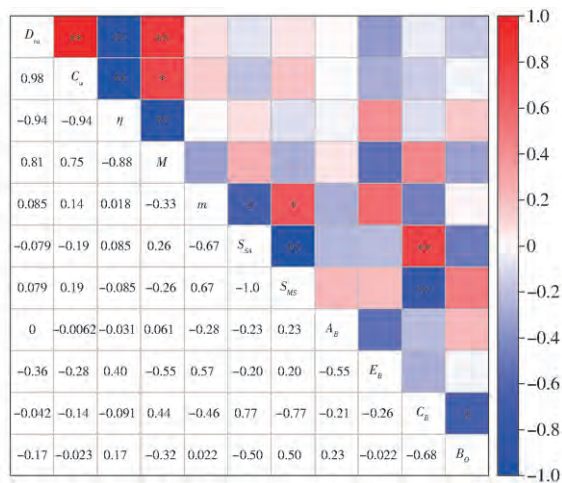 D_ra 1.0
0.98 C_u 0.8
-0.94 -0.94 η 0.6
0.81 0.75 -0.88 M 0.4
0.085 0.14 0.018 -0.33 m 0.2
-0.079 -0.19 0.085 0.26 -0.67 S_SA 0
0.079 0.19 -0.085 -0.26 0.67 -1.0 S_MS -0.2
0 -0.0062 -0.031 0.061 -0.28 -0.23 0.23 A_B -0.4
-0.36 -0.28 0.40 -0.55 0.57 -0.20 0.20 -0.55 E_B -0.6
-0.042 -0.14 -0.091 0.44 -0.46 0.77 -0.77 -0.21 -0.26 C_B -0.8
-0.17 -0.023 0.17 -0.32 0.022 -0.50 0.50 0.23 -0.022 -0.68 B_O -1.0